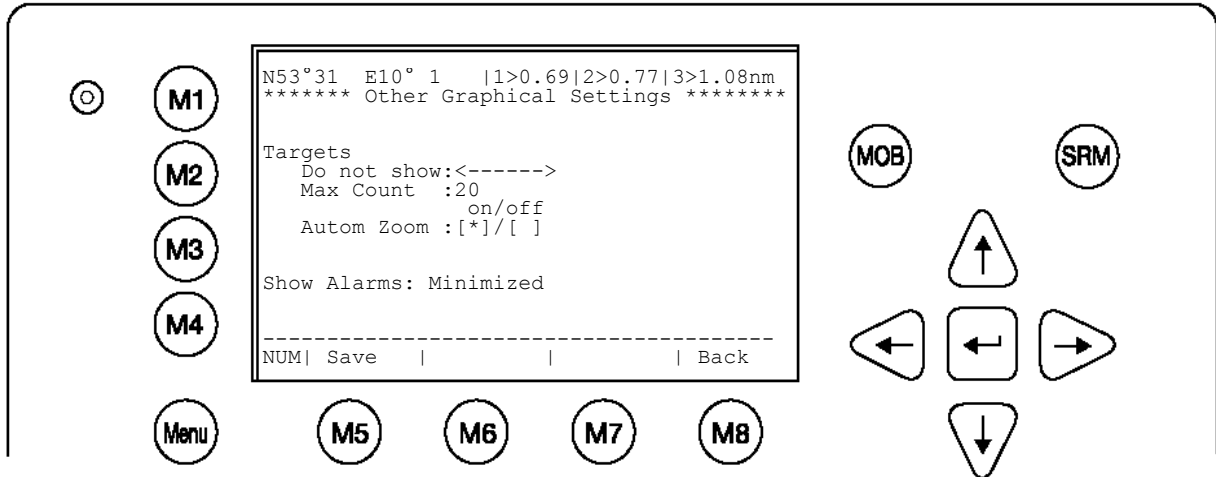 N53°31 E10° 1 |1>0.69|2>0.77|3>1.08nm
******* Other Graphical Settings ********
Targets
Do not show:<------>
Max Count :20
on/off
Autom Zoom :[*]/[ ]
Show Alarms: Minimized
-----------------------------------------
NUM| Save | | | Back
M1
M2
M3
M4
Menu
M5
M6
M7
M8
MOB
SRM